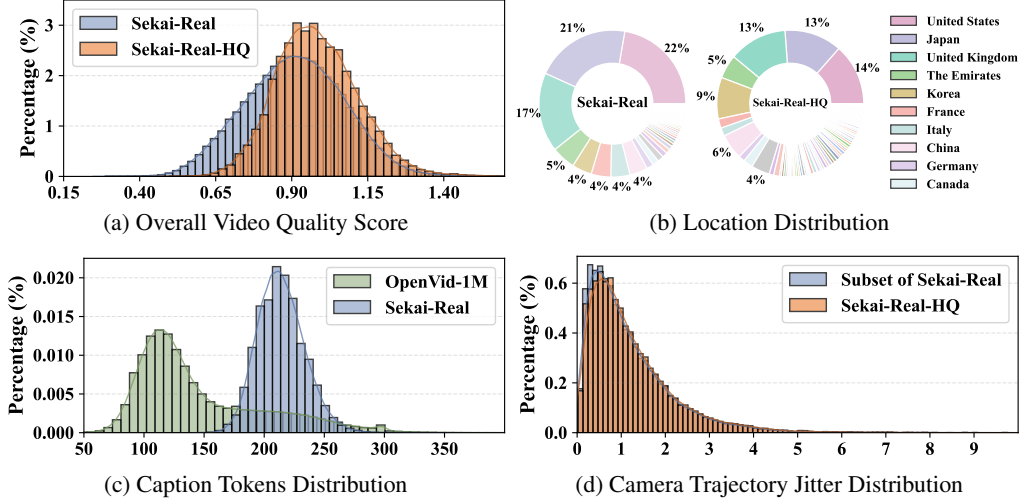 Percentage (%)
3
2
1
0
0.15 0.40 0.65 0.90 1.15 1.40
Sekai-Real
Sekai-Real-HQ
(a) Overall Video Quality Score
21%
22%
17%
5%
4%
4%
4%
4%
Sekai-Real
13%
13%
14%
5%
9%
6%
4%
Sekai-Real-HQ
United States
Japan
United Kingdom
The Emirates
Korea
France
Italy
China
Germany
Canada
(b) Location Distribution
Percentage (%)
0.020
0.015
0.010
0.005
0.000
50 100 150 200 250 300 350
OpenVid-1M
Sekai-Real
(c) Caption Tokens Distribution
Percentage (%)
0.6
0.4
0.2
0.0
0 1 2 3 4 5 6 7 8 9
Subset of Sekai-Real
Sekai-Real-HQ
(d) Camera Trajectory Jitter Distribution